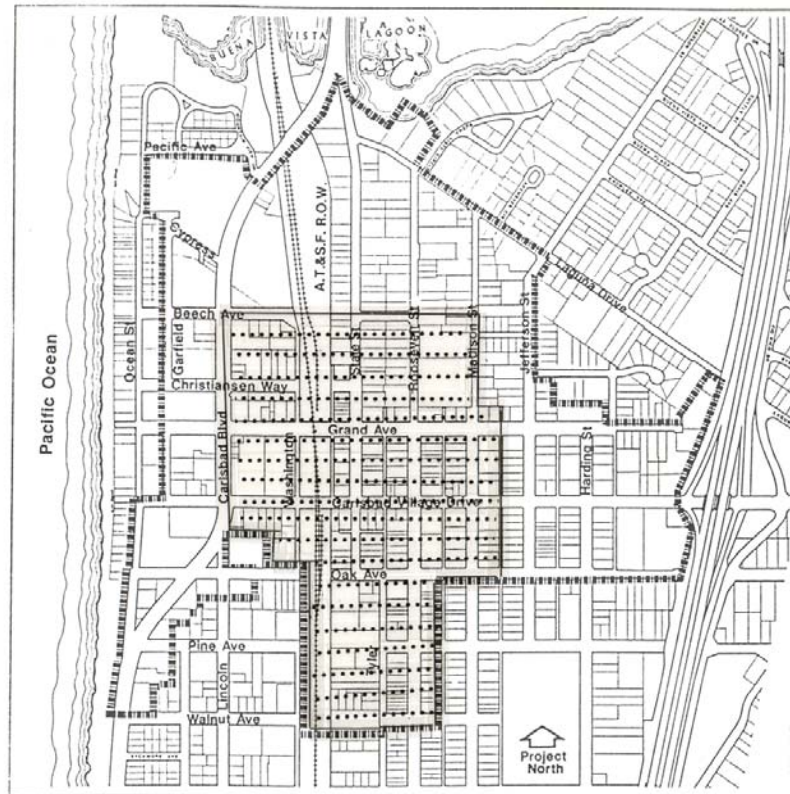 BUENA
VISTA
LAGOON
Pacific Ave
Cypress
A.T.&S.F. R.O.W.
Laguna Drive
Beech Ave
Ocean St
Garfield
State St
Roosevelt St
Madison St
Jefferson St
Christiansen Way
Pacific Ocean
Carlsbad Blvd
Grand Ave
Washington
Harding St
Carlsbad Village Drive
Oak Ave
Pine Ave
Tyler
Lincoln
Walnut Ave
Project
North